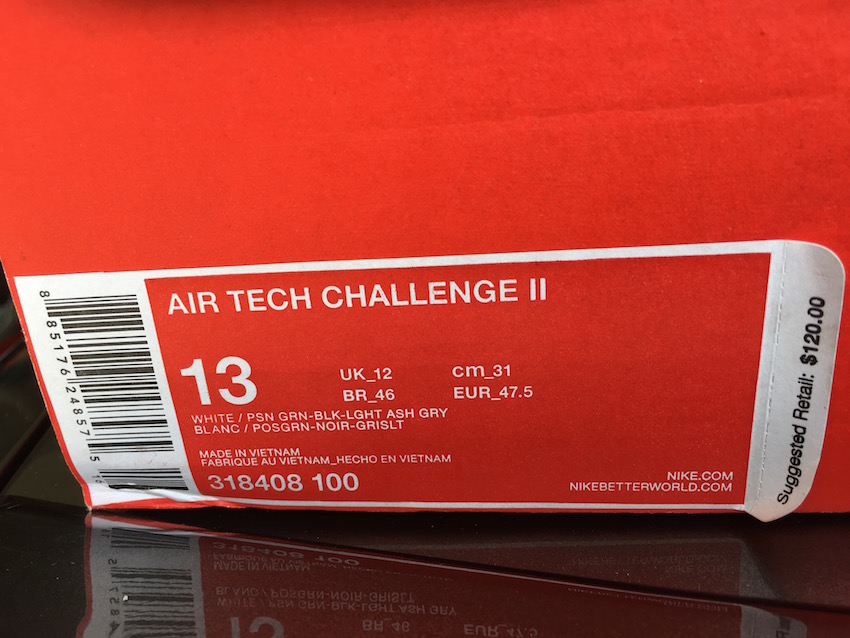 AIR TECH CHALLENGE II
13
UK_12
cm_31
BR_46
EUR_47.5
WHITE / PSN GRN-BLK-LGHT ASH GRY
BLANC / POSGRN-NOIR-GRISLT
MADE IN VIETNAM
FABRIQUE AU VIETNAM_HECHO EN VIETNAM
318408 100
NIKE.COM
NIKEBETTERWORLD.COM
8 85176 24857 5
Suggested Retail: $120.00